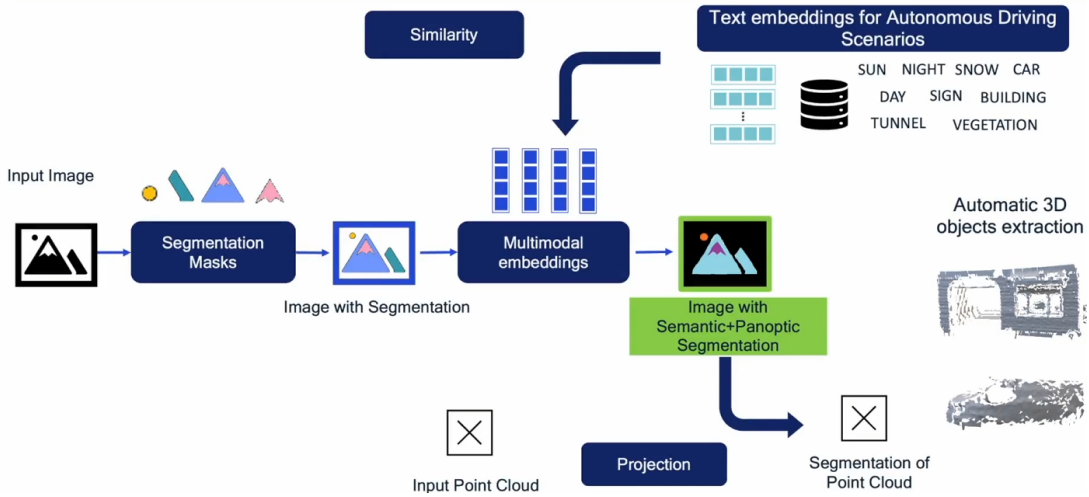 Similarity
Text embeddings for Autonomous Driving
Scenarios
SUN NIGHT SNOW CAR
DAY SIGN BUILDING
TUNNEL VEGETATION
Input Image
Segmentation
Masks
Image with Segmentation
Multimodal
embeddings
Image with
Semantic+Panoptic
Segmentation
Automatic 3D
objects extraction
Input Point Cloud
Projection
Segmentation of
Point Cloud